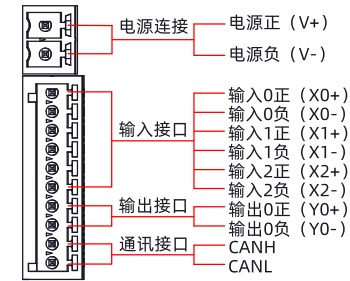 电源连接
电源正（V+）
电源负（V-）
输入接口
输入0正（X0+）
输入0负（X0-）
输入1正（X1+）
输入1负（X1-）
输入2正（X2+）
输入2负（X2-）
输出接口
输出0正（Y0+）
输出0负（Y0-）
通讯接口
CANH
CANL